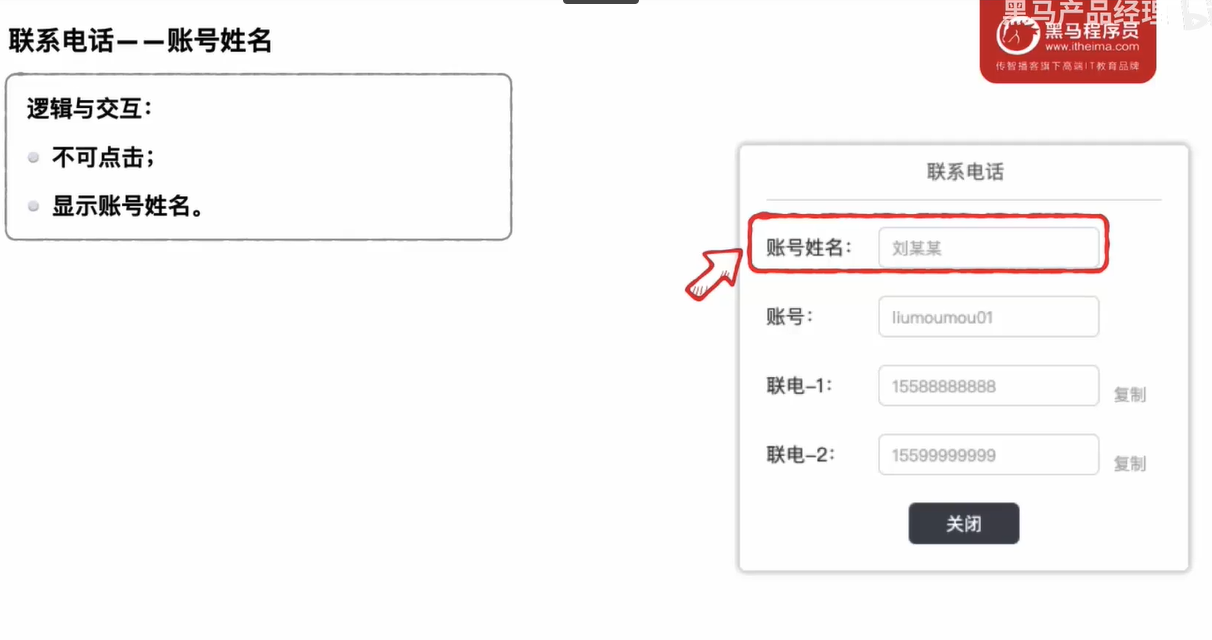 联系电话——账号姓名
黑马产品经理
黑马程序员
www.itheima.com
传智播客旗下高端IT教育品牌
逻辑与交互：
不可点击；
显示账号姓名。
联系电话
账号姓名： 刘某某
账号： liumoumou01
联电-1： 15588888888 复制
联电-2： 15599999999 复制
关闭